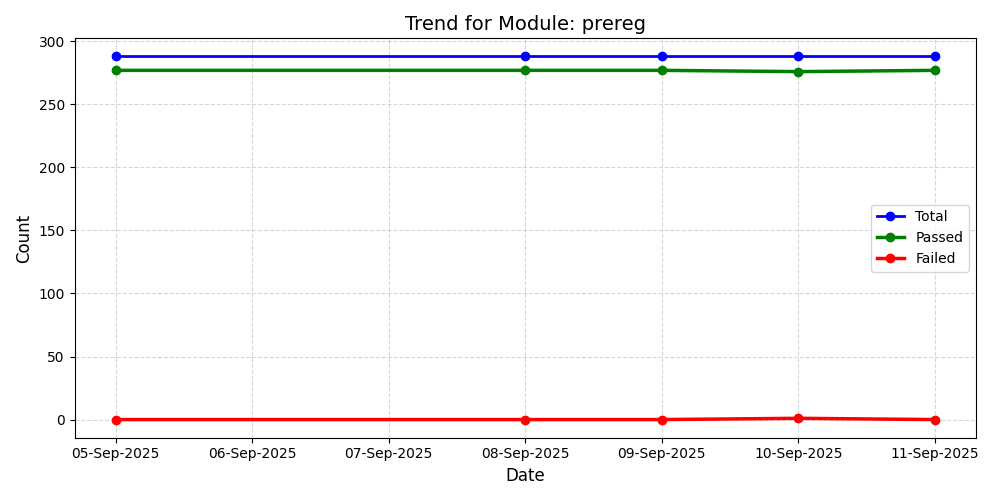 Trend for Module: prereg
300
250
200
150
100
50
0
Count
Total
Passed
Failed
05-Sep-2025
06-Sep-2025
07-Sep-2025
08-Sep-2025
09-Sep-2025
10-Sep-2025
11-Sep-2025
Date